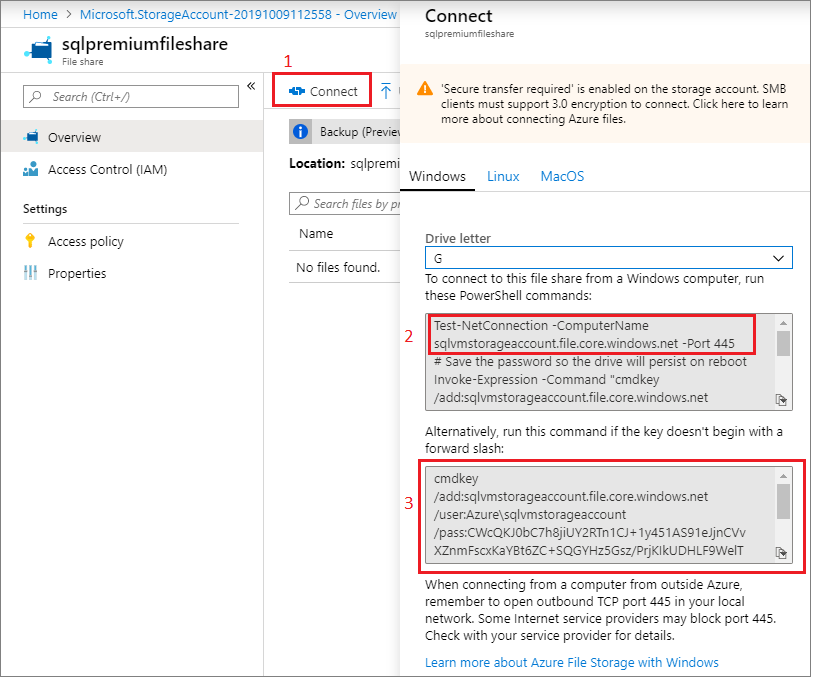 Home > Microsoft.StorageAccount-20191009112558 - Overview
sqlpremiumfileshare
File share
Search (Ctrl+/)
«
Overview
Access Control (IAM)
Settings
Access policy
Properties
1
Connect
Backup (Preview
Location: sqlpremi
Search files by pr
Name
No files found.
Connect
sqlpremiumfileshare
'Secure transfer required' is enabled on the storage account. SMB
clients must support 3.0 encryption to connect. Click here to learn
more about connecting Azure files.
Windows Linux MacOS
Drive letter
G
To connect to this file share from a Windows computer, run
these PowerShell commands:
2
Test-NetConnection -ComputerName
sqlvmstorageaccount.file.core.windows.net -Port 445
# Save the password so the drive will persist on reboot
Invoke-Expression -Command "cmdkey
/add:sqlvmstorageaccount.file.core.windows.net
Alternatively, run this command if the key doesn't begin with a
forward slash:
3
cmdkey
/add:sqlvmstorageaccount.file.core.windows.net
/user:Azure\sqlvmstorageaccount
/pass:CWcQKJ0bC7h8jiUY2RTn1CJ+1y451AS91eJjnCVv
XZnmFscxKaYBt6ZC+SQGYHz5Gsz/PrjKIkUDHLF9WelT
When connecting from a computer from outside Azure,
remember to open outbound TCP port 445 in your local
network. Some Internet service providers may block port 445.
Check with your service provider for details.
Learn more about Azure File Storage with Windows